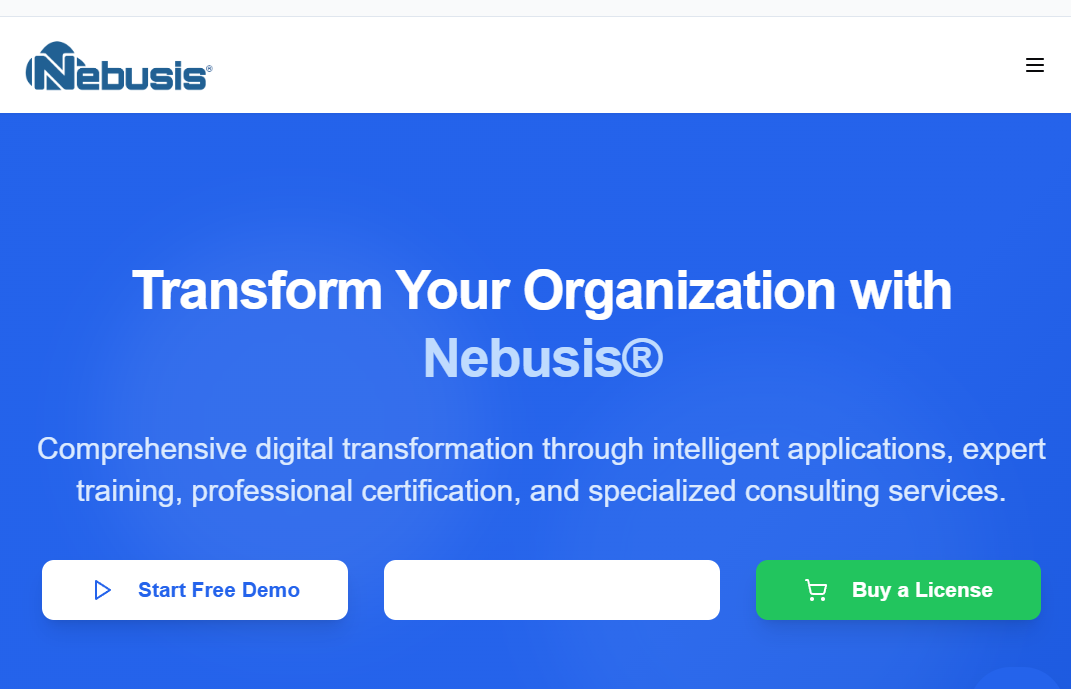 Nebusis®
Transform Your Organization with
Nebusis®
Comprehensive digital transformation through intelligent applications, expert
training, professional certification, and specialized consulting services.
Start Free Demo
Buy a License